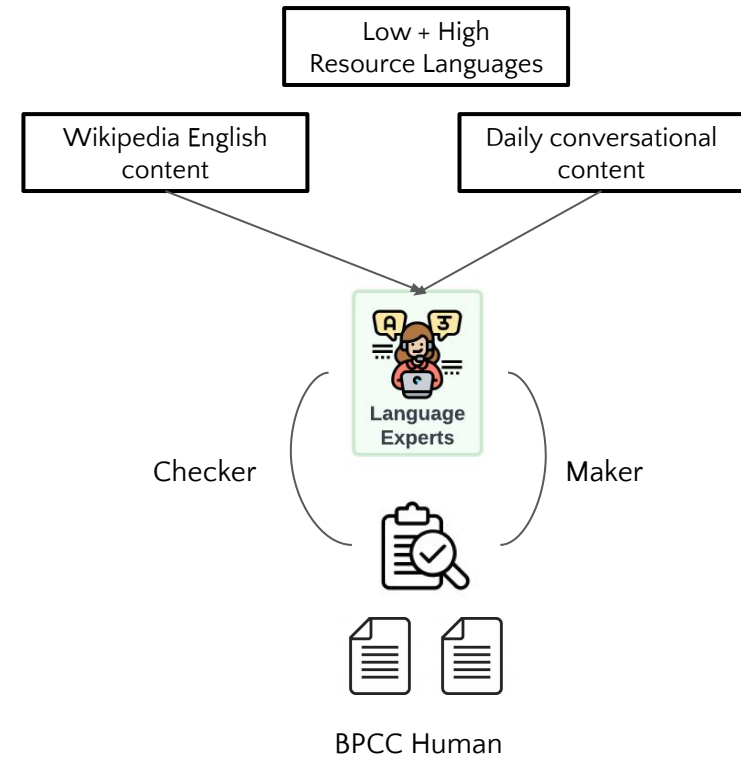 Low + High
Resource Languages
Wikipedia English
content
Daily conversational
content
A
ॐ
Language
Experts
Checker
Maker
BPCC Human